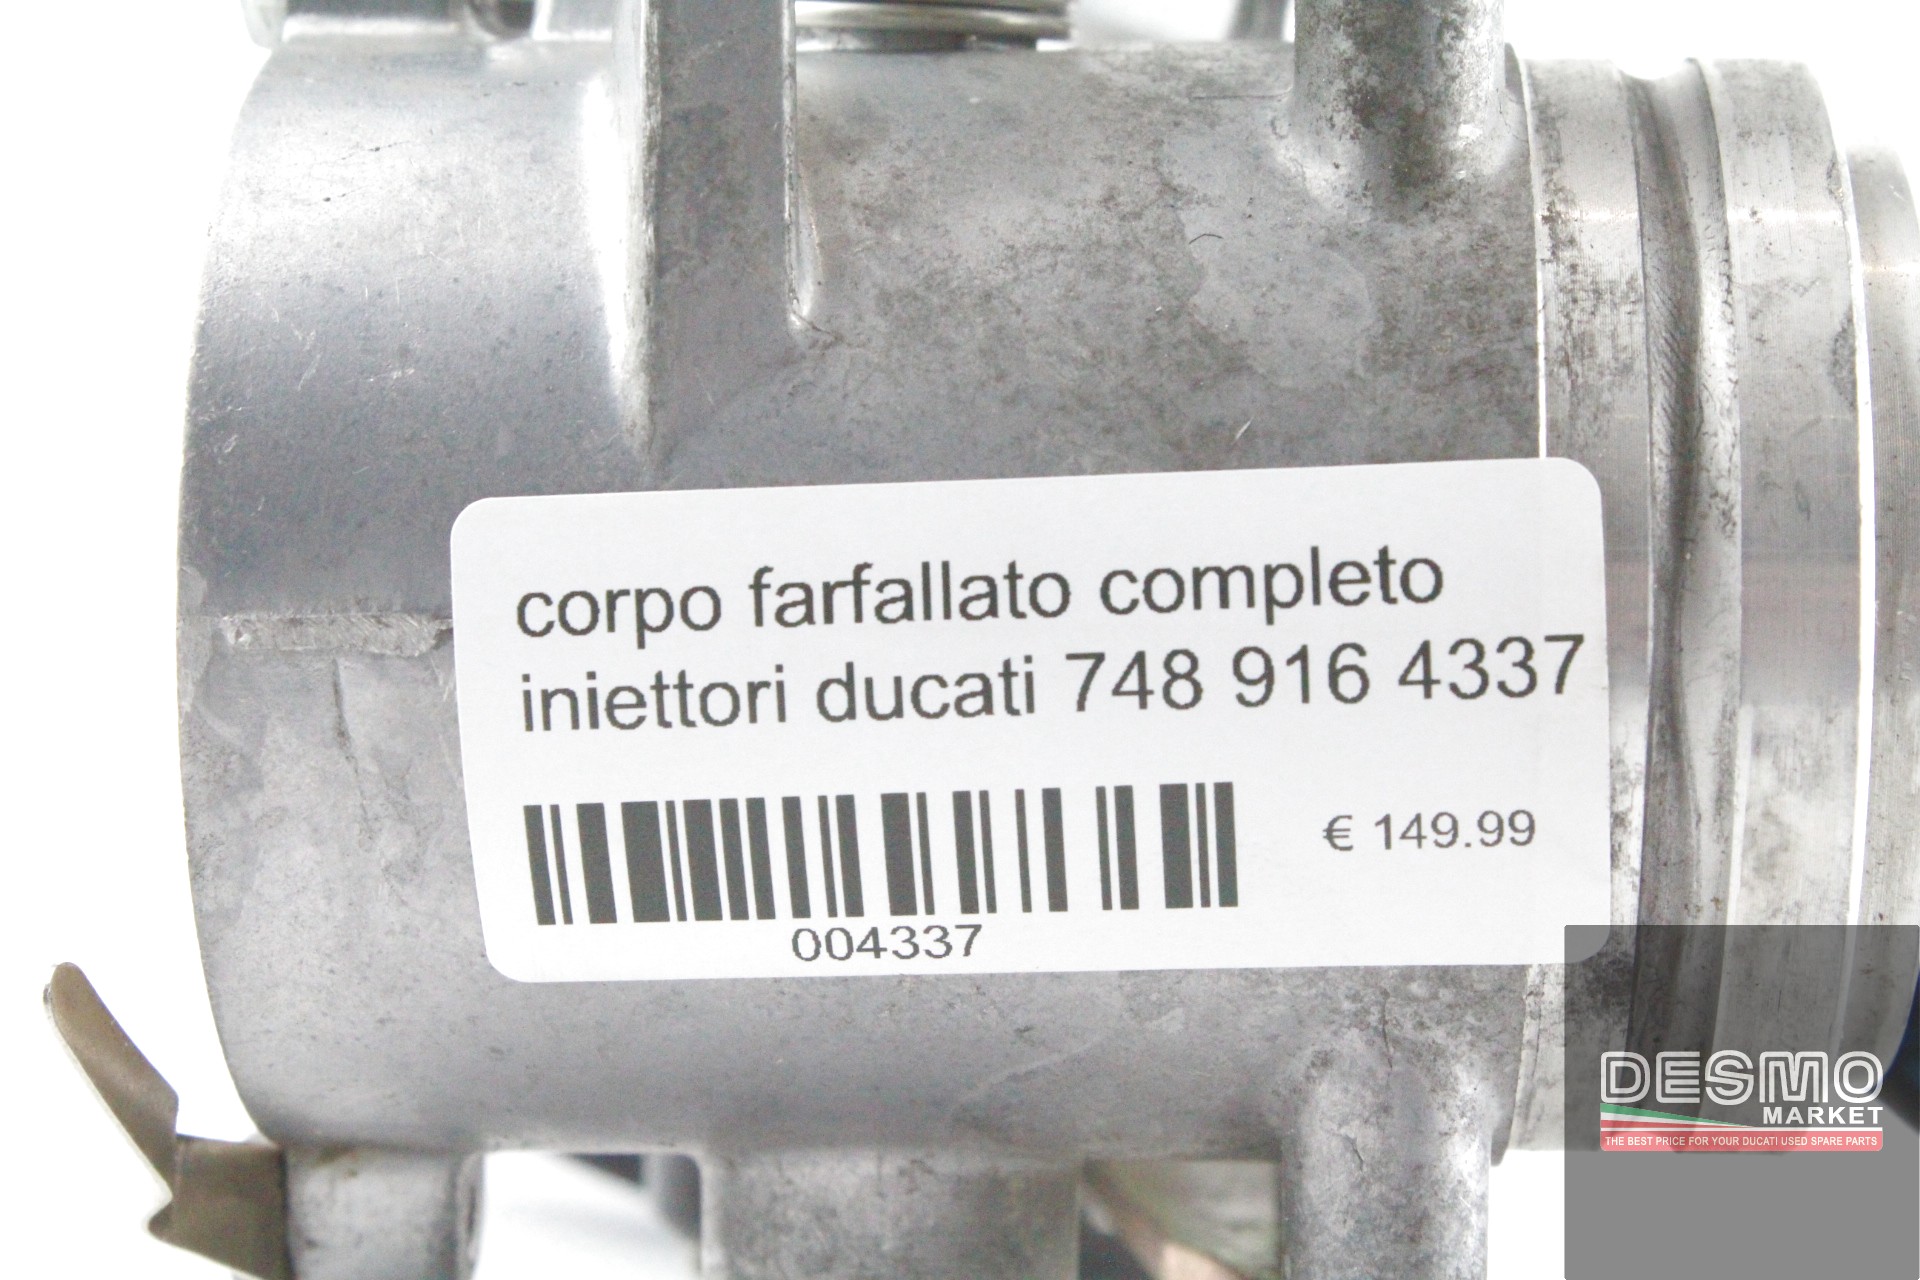 corpo farfallato completo
iniettori ducati 748 916 4337
€ 149.99
004337
DESMO
MARKET
THE BEST PRICE FOR YOUR DUCATI USED SPARE PARTS